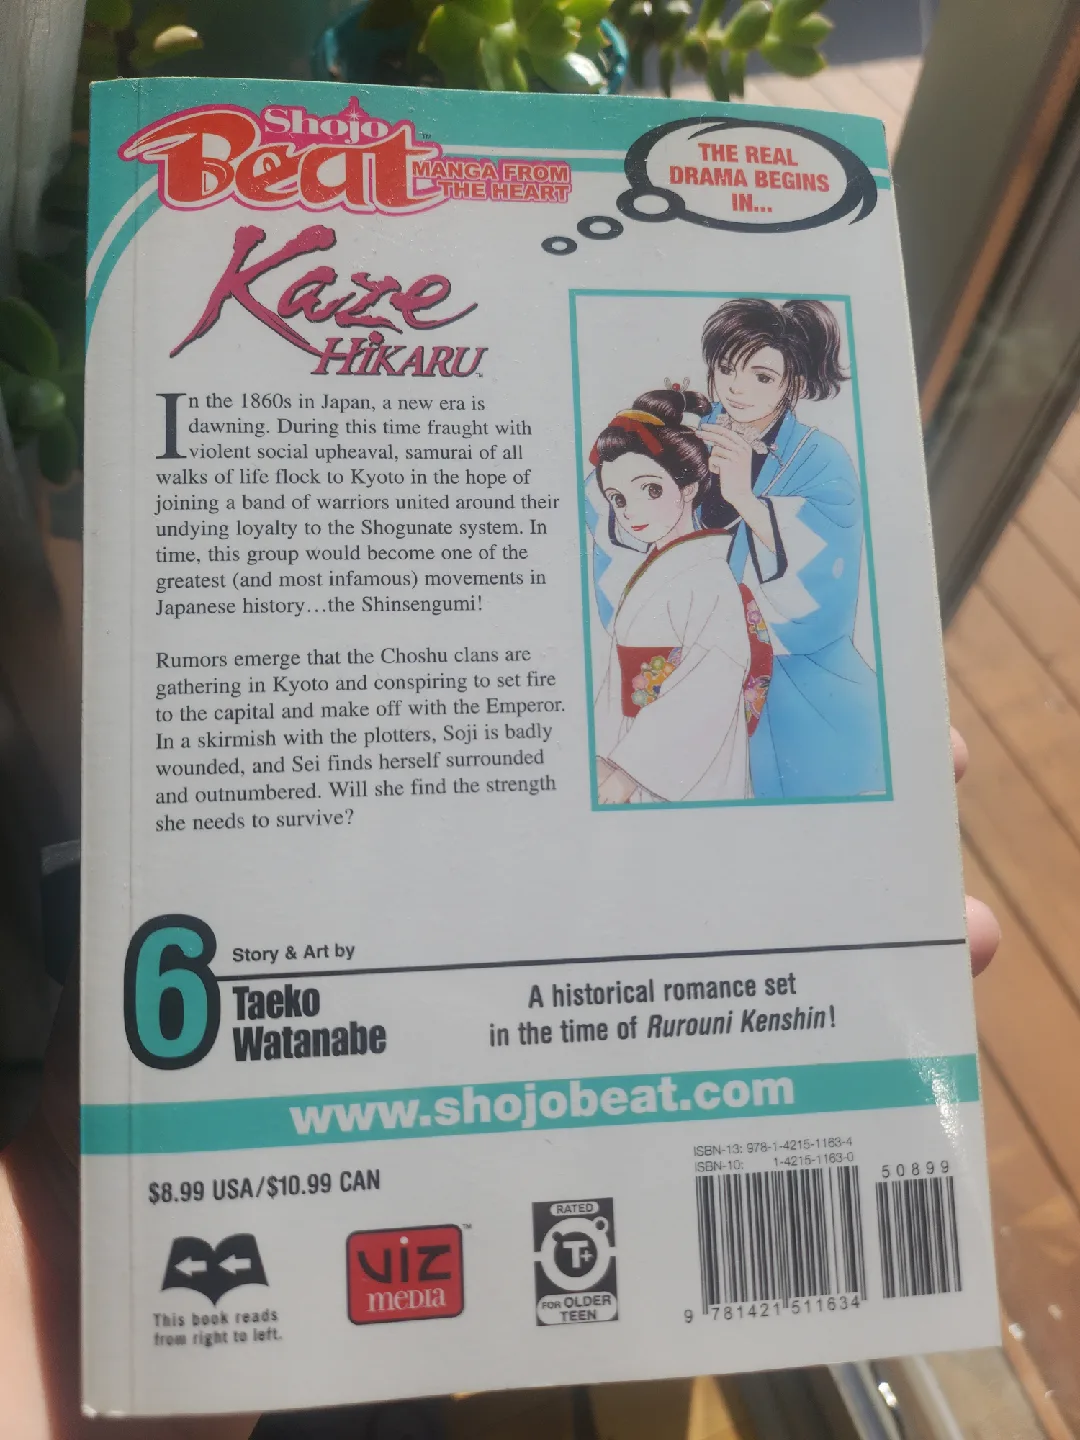 Shojo
Beat™
MANGA FROM
THE HEART
THE REAL
DRAMA BEGINS
IN...
Kaze
HIKARU™
In the 1860s in Japan, a new era is
dawning. During this time fraught with
violent social upheaval, samurai of all
walks of life flock to Kyoto in the hope of
joining a band of warriors united around their
undying loyalty to the Shogunate system. In
time, this group would become one of the
greatest (and most infamous) movements in
Japanese history...the Shinsengumi!
Rumors emerge that the Choshu clans are
gathering in Kyoto and conspiring to set fire
to the capital and make off with the Emperor.
In a skirmish with the plotters, Soji is badly
wounded, and Sei finds herself surrounded
and outnumbered. Will she find the strength
she needs to survive?
6
Story & Art by
Taeko
Watanabe
A historical romance set
in the time of Rurouni Kenshin!
www.shojobeat.com
$8.99 USA/$10.99 CAN
This book reads
from right to left.
VIZ™
MEDIA
RATED
T+
FOR OLDER
TEEN
ISBN-13: 978-1-4215-1163-4
ISBN-10: 1-4215-1163-0
50899
9 781421 511634